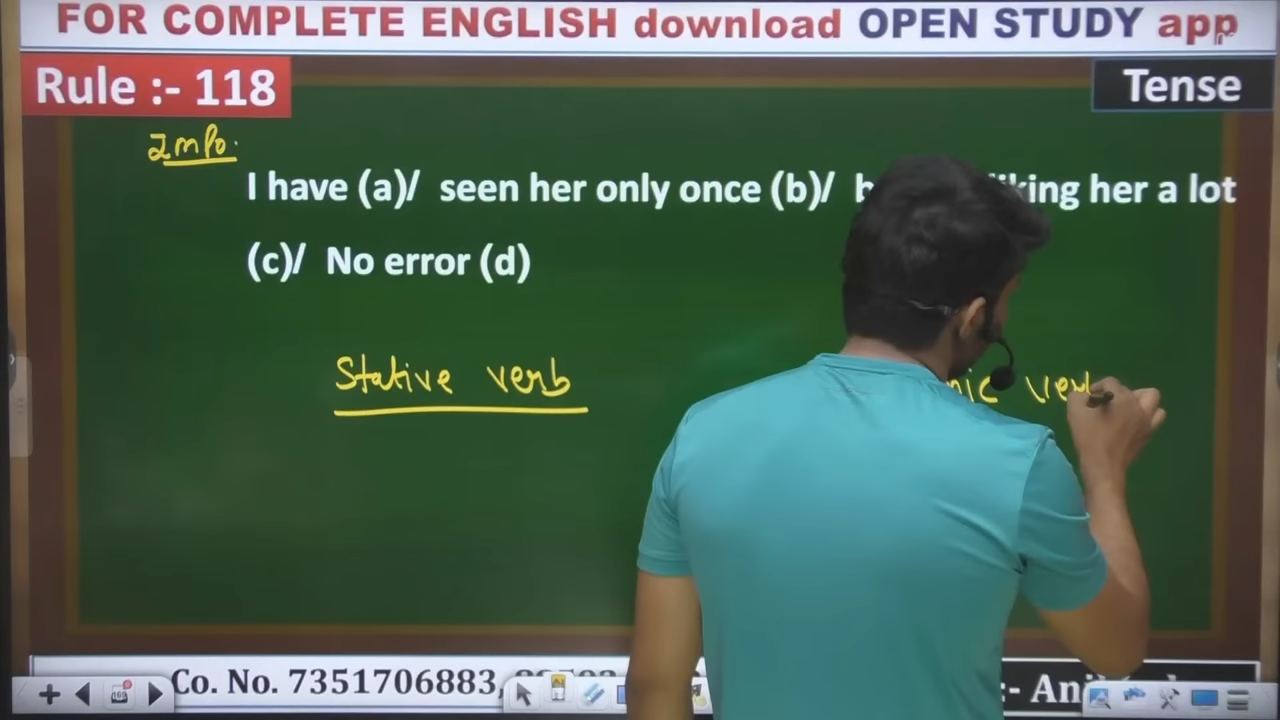 FOR COMPLETE ENGLISH download OPEN STUDY app
Rule :- 118
Tense
Imp.
I have (a)/ seen her only once (b)/ her a lot
(c)/ No error (d)
Stative verb
Co. No. 7351706883,